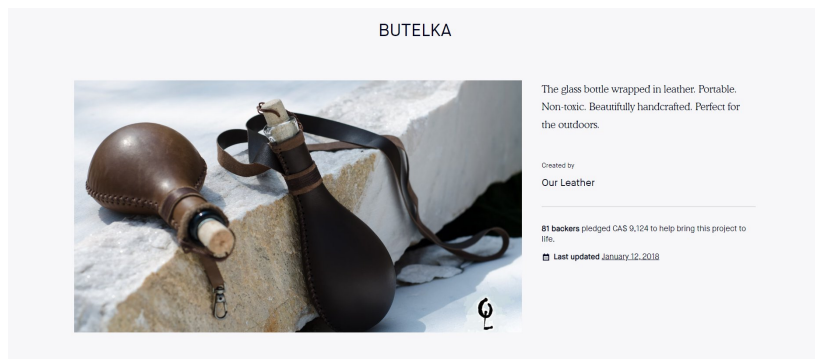 BUTELKA
The glass bottle wrapped in leather. Portable.
Non-toxic. Beautifully handcrafted. Perfect for
the outdoors.
Created by
Our Leather
81 backers pledged CA$ 9,124 to help bring this project to
life.
Last updated January 12, 2018